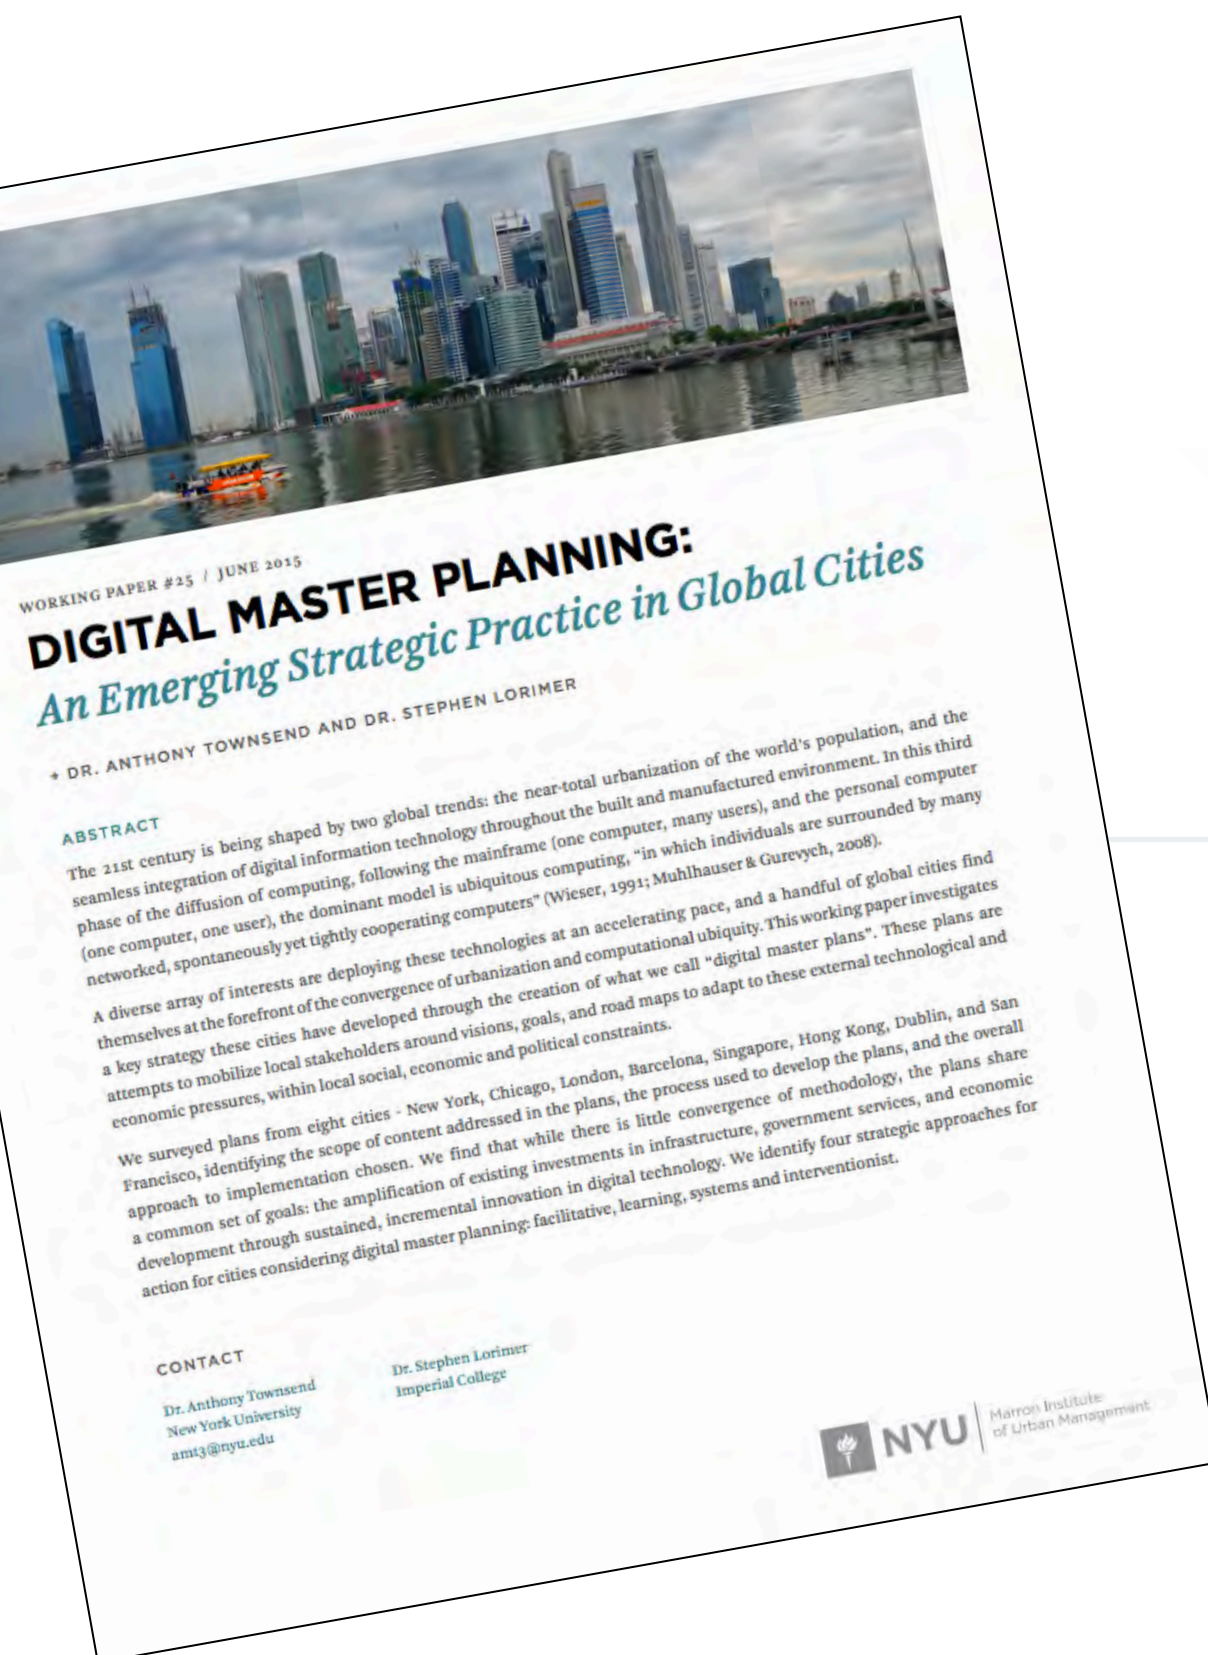 WORKING PAPER #25 / JUNE 2015
DIGITAL MASTER PLANNING:
An Emerging Strategic Practice in Global Cities
+ DR. ANTHONY TOWNSEND AND DR. STEPHEN LORIMER
ABSTRACT
The 21st century is being shaped by two global trends: the near-total urbanization of the world's population, and the
seamless integration of digital information technology throughout the built and manufactured environment. In this third
phase of the diffusion of computing, following the mainframe (one computer, many users), and the personal computer
(one computer, one user), the dominant model is ubiquitous computing, "in which individuals are surrounded by many
networked, spontaneously yet tightly cooperating computers" (Wieser, 1991; Muhlhauser & Gurevych, 2008).
A diverse array of interests are deploying these technologies at an accelerating pace, and a handful of global cities find
themselves at the forefront of the convergence of urbanization and computational ubiquity. This working paper investigates
a key strategy these cities have developed through the creation of what we call "digital master plans". These plans are
attempts to mobilize local stakeholders around visions, goals, and road maps to adapt to these external technological and
economic pressures, within local social, economic and political constraints.
We surveyed plans from eight cities - New York, Chicago, London, Barcelona, Singapore, Hong Kong, Dublin, and San
Francisco, identifying the scope of content addressed in the plans, the process used to develop the plans, and the overall
approach to implementation chosen. We find that while there is little convergence of methodology, the plans share
a common set of goals: the amplification of existing investments in infrastructure, government services, and economic
development through sustained, incremental innovation in digital technology. We identify four strategic approaches for
action for cities considering digital master planning: facilitative, learning, systems and interventionist.
CONTACT
Dr. Anthony Townsend
New York University
amt3@nyu.edu
Dr. Stephen Lorimer
Imperial College
NYU
Marron Institute
of Urban Management